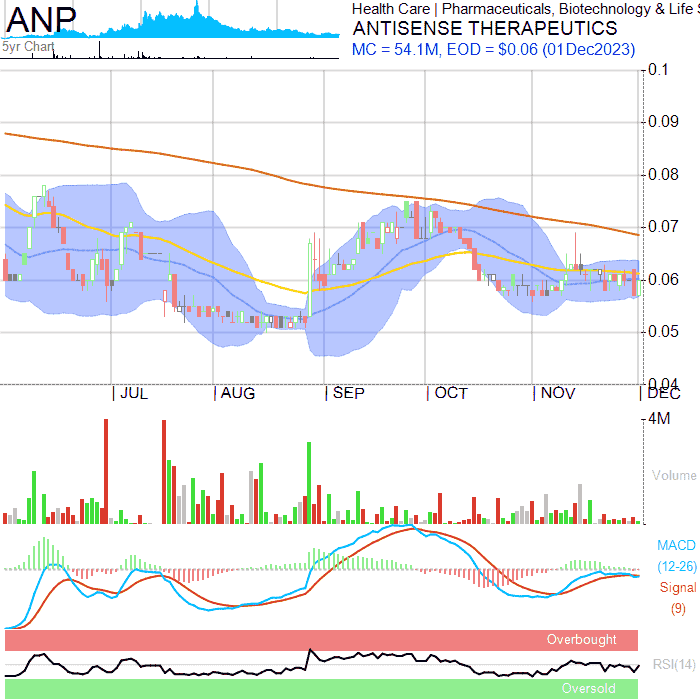 ANP
5yr Chart
Health Care | Pharmaceuticals, Biotechnology & Life S
ANTISENSE THERAPEUTICS
MC = 54.1M, EOD = $0.06 (01Dec2023)
0.1
0.09
0.08
0.07
0.06
0.05
0.04
| JUL | AUG | SEP | OCT | NOV | DEC
4M
Volume
MACD
(12-26)
Signal
(9)
Overbought
RSI(14)
Oversold